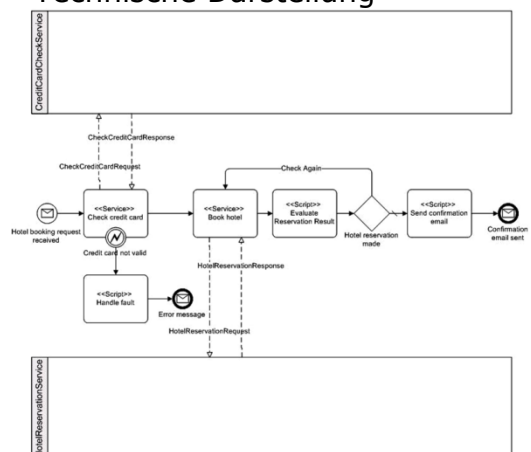 Technische Darstellung
CreditCardCheckService
CheckCreditCardResponse
CheckCreditCardRequest
Check Again
<<Service>>
Check credit card
<<Service>>
Book hotel
<<Script>>
Evaluate
Reservation Result
<<Script>>
Send confirmation
email
Hotel booking request
received
Hotel reservation
made
Confirmation
email sent
Credit card not valid
HotelReservationResponse
<<Script>>
Handle fault
Error message
HotelReservationRequest
HotelReservationService